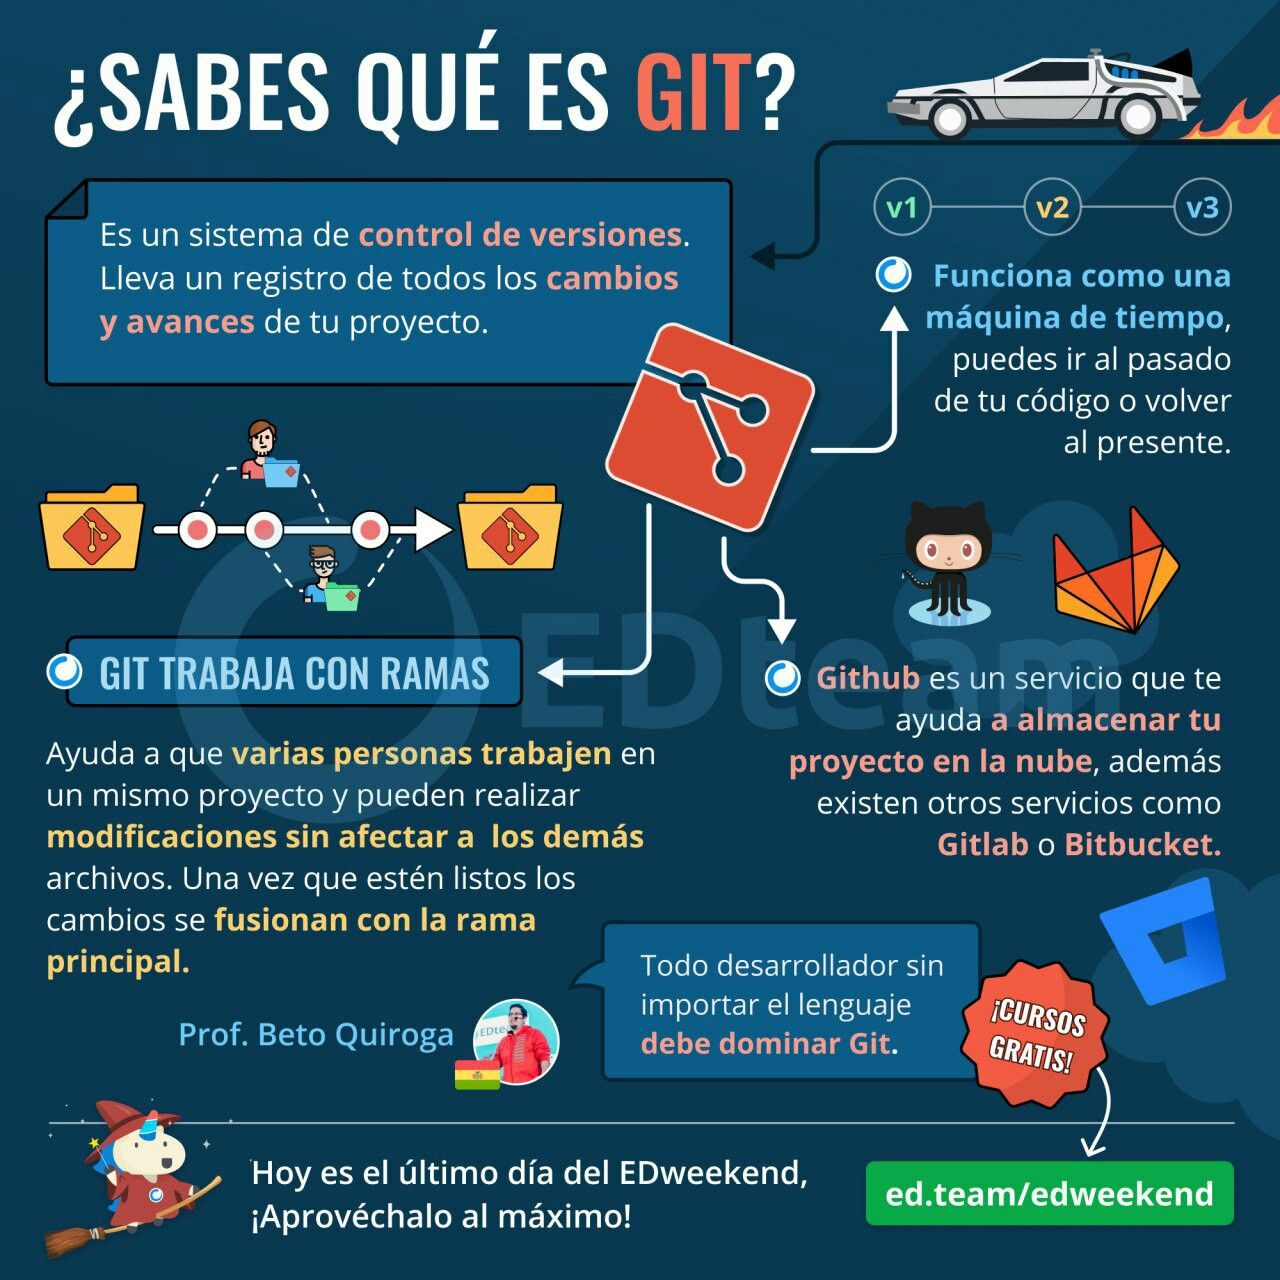 ¿SABES QUÉ ES GIT?
Es un sistema de control de versiones.
Lleva un registro de todos los cambios
y avances de tu proyecto.
v1 v2 v3
Funciona como una
máquina de tiempo,
puedes ir al pasado
de tu código o volver
al presente.
GIT TRABAJA CON RAMAS
Ayuda a que varias personas trabajen en
un mismo proyecto y pueden realizar
modificaciones sin afectar a los demás
archivos. Una vez que estén listos los
cambios se fusionan con la rama
principal.
EDteam
Github es un servicio que te
ayuda a almacenar tu
proyecto en la nube, además
existen otros servicios como
Gitlab o Bitbucket.
Prof. Beto Quiroga
EDte
Todo desarrollador sin
importar el lenguaje
debe dominar Git.
¡CURSOS
GRATIS!
Hoy es el último día del EDweekend,
¡Aprovéchalo al máximo!
ed.team/edweekend